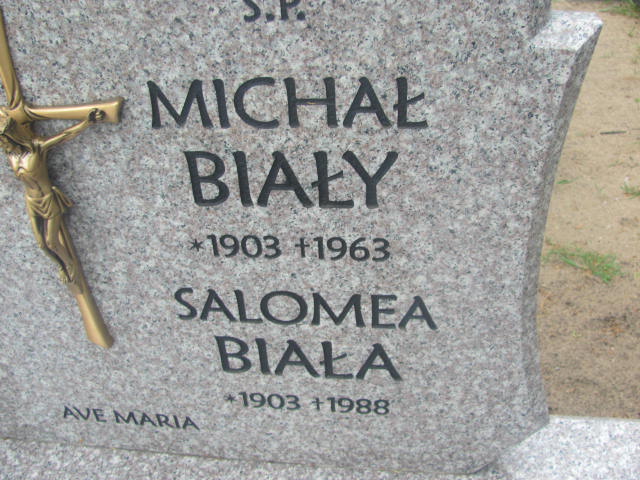 Ś.P.
MICHAŁ
BIAŁY
*1903 †1963
SALOMEA
BIAŁA
*1903 †1988
AVE MARIA